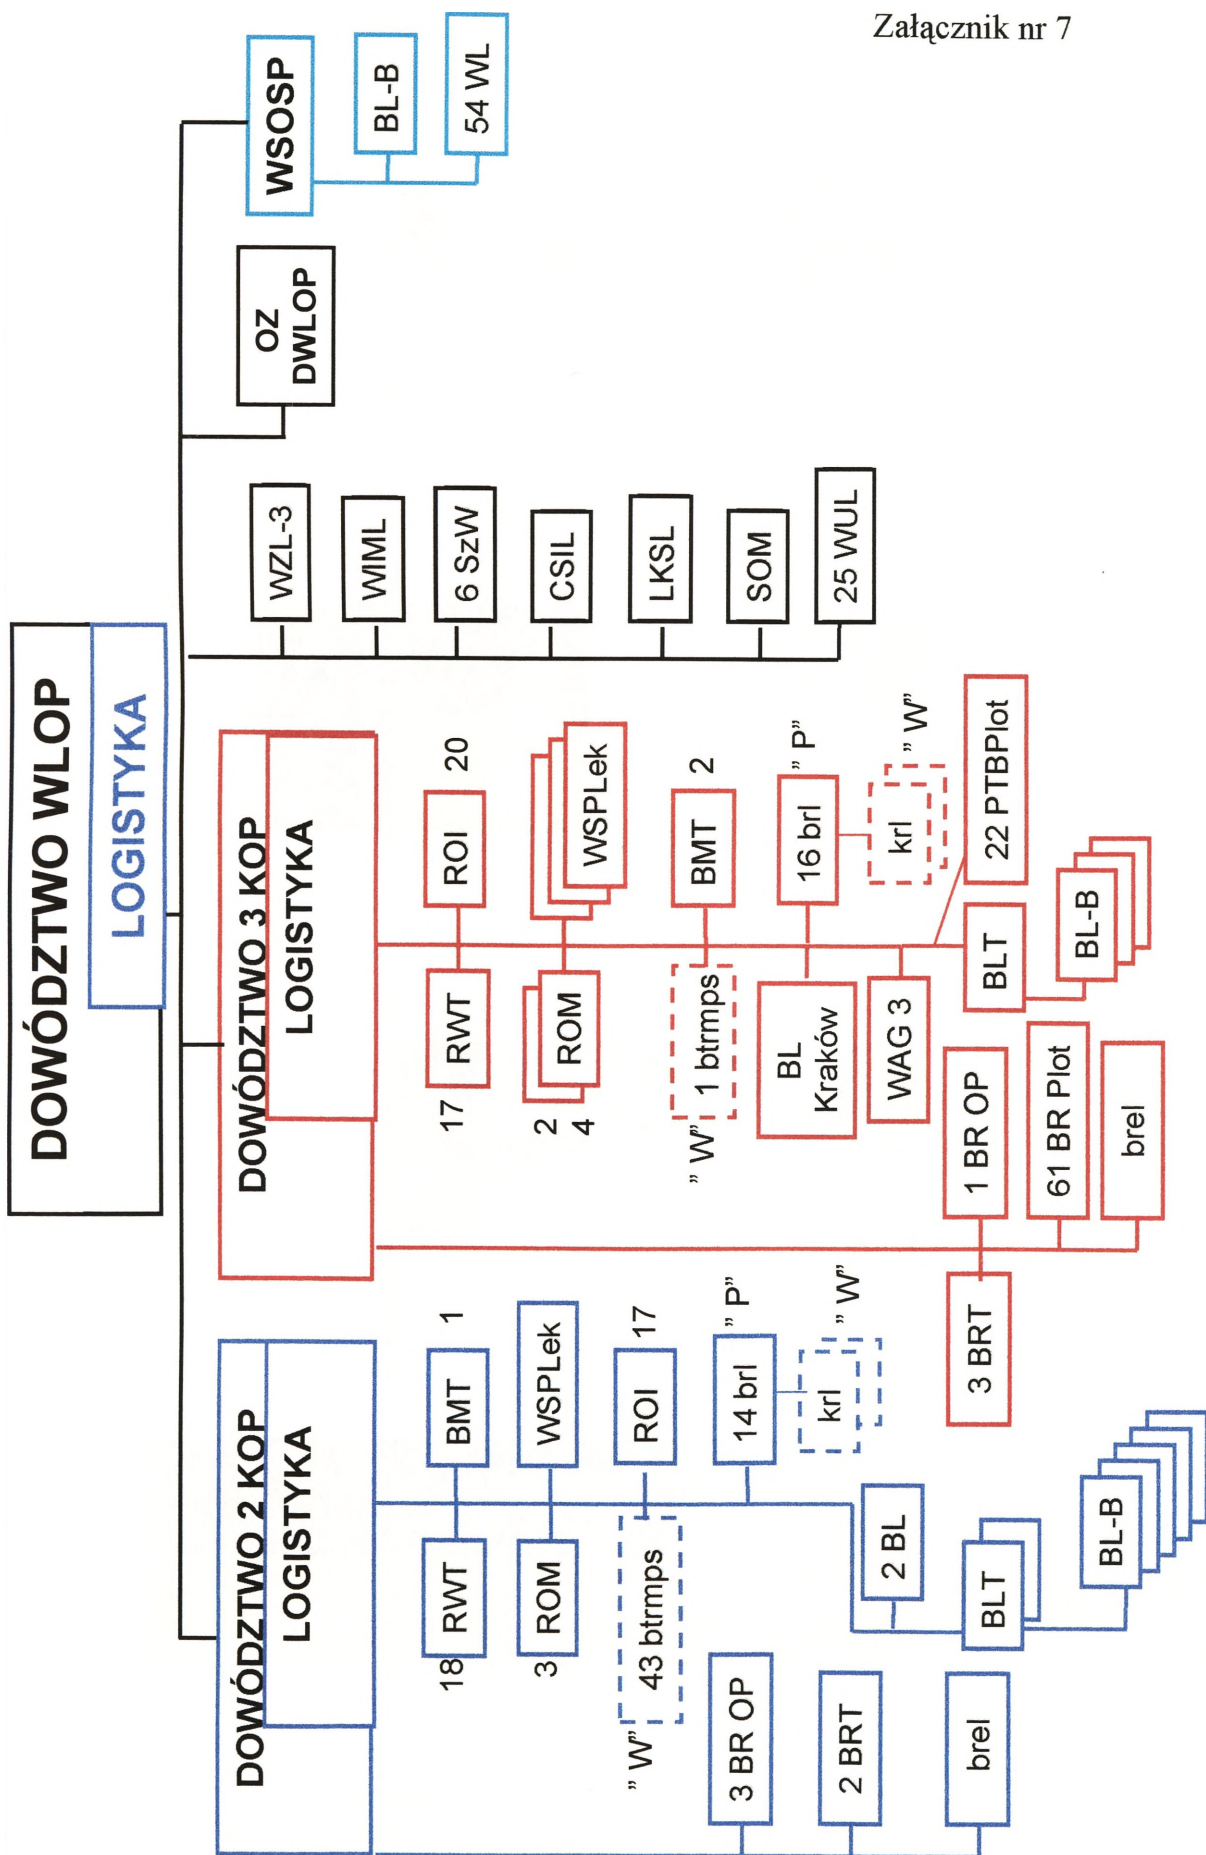 Załącznik nr 7
DOWÓDZTWO WLOP
LOGISTYKA
DOWÓDZTWO 2 KOP
LOGISTYKA
18
RWT
BMT
1
3
ROM
WSPLek
” W”
43 btrmps
ROI
17
3 BR OP
14 brl
” P”
2 BRT
krl
” W”
2 BL
brel
BLT
BL-B
DOWÓDZTWO 3 KOP
LOGISTYKA
17
RWT
ROI
20
2
4
ROM
WSPLek
” W”
1 btrmps
BMT
2
BL
Kraków
16 brl
” P”
WAG 3
krl
” W”
3 BRT
1 BR OP
BLT
22 PTBPlot
61 BR Plot
BL-B
brel
WZL-3
WIML
6 SzW
CSIL
LKSL
SOM
25 WUL
OZ
DWLOP
WSOSP
BL-B
54 WL